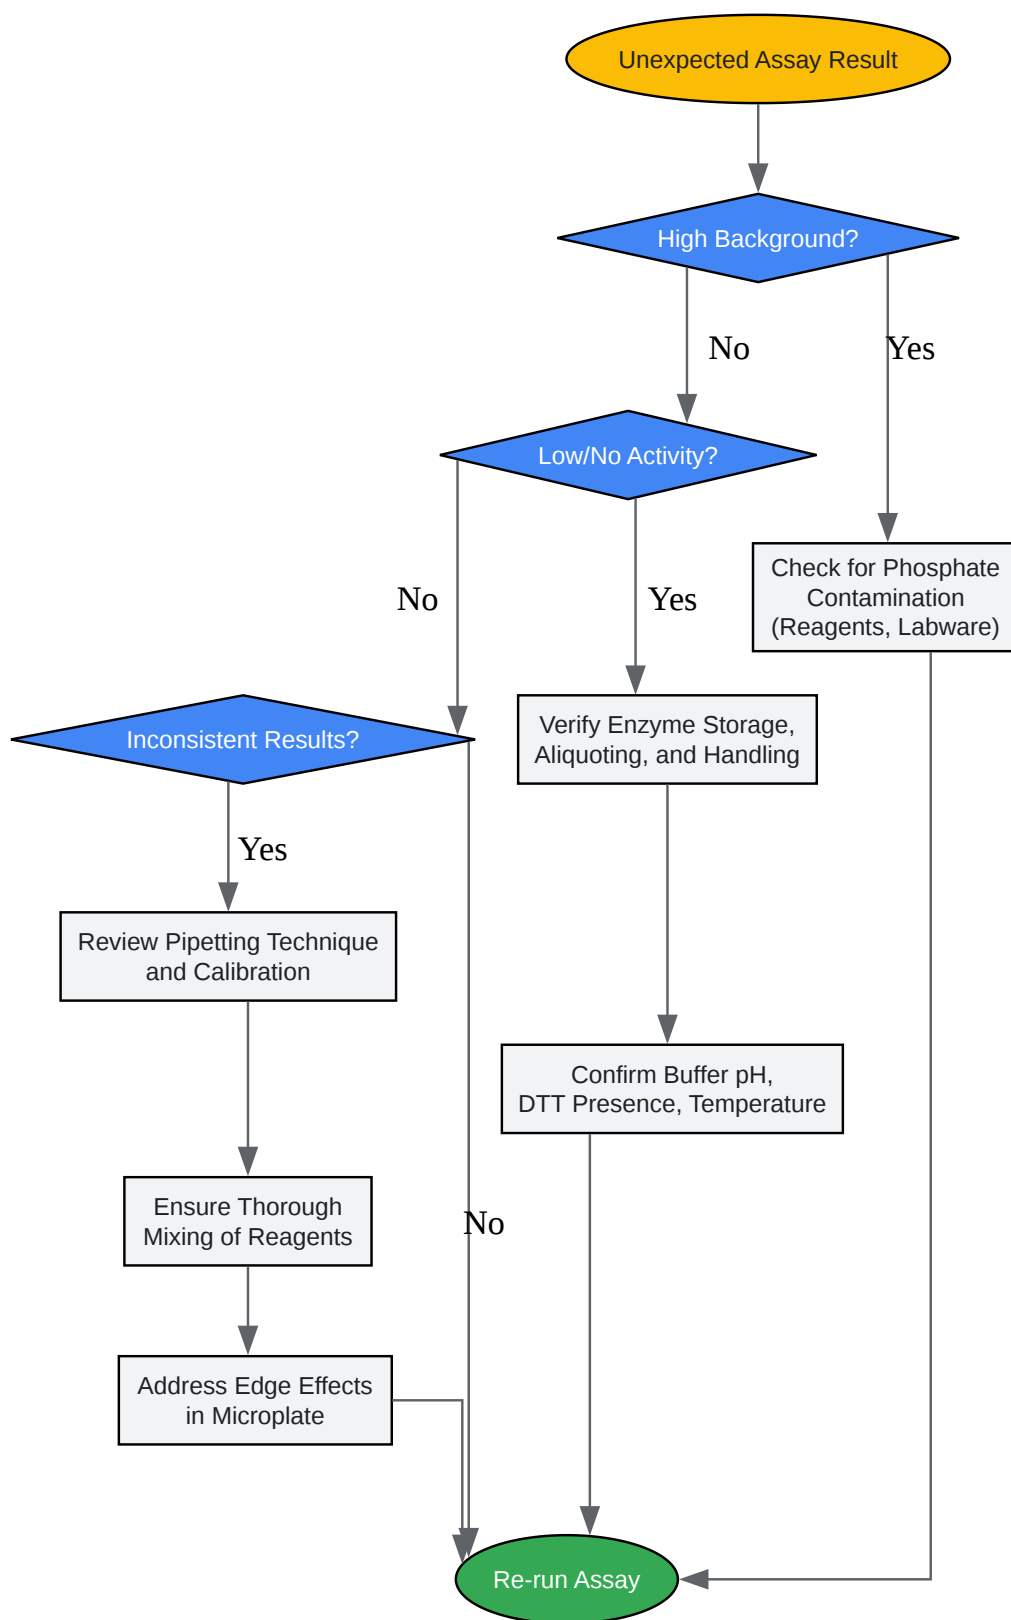 Unexpected Assay Result
High Background?
No
Yes
Low/No Activity?
Check for Phosphate
Contamination
(Reagents, Labware)
No
Yes
Inconsistent Results?
Verify Enzyme Storage,
Aliquoting, and Handling
Yes
Review Pipetting Technique
and Calibration
Confirm Buffer pH,
DTT Presence, Temperature
Ensure Thorough
Mixing of Reagents
No
Address Edge Effects
in Microplate
Re-run Assay